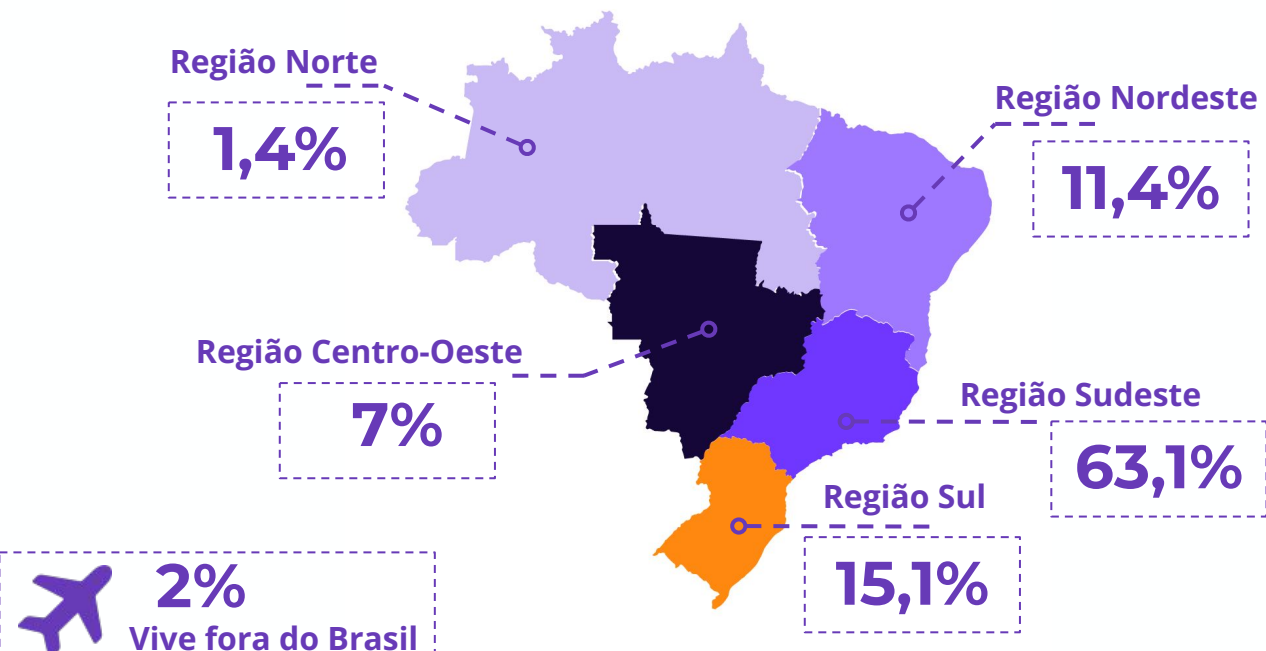 Região Norte
1,4%
Região Nordeste
11,4%
Região Centro-Oeste
7%
Região Sudeste
63,1%
Região Sul
15,1%
2%
Vive fora do Brasil